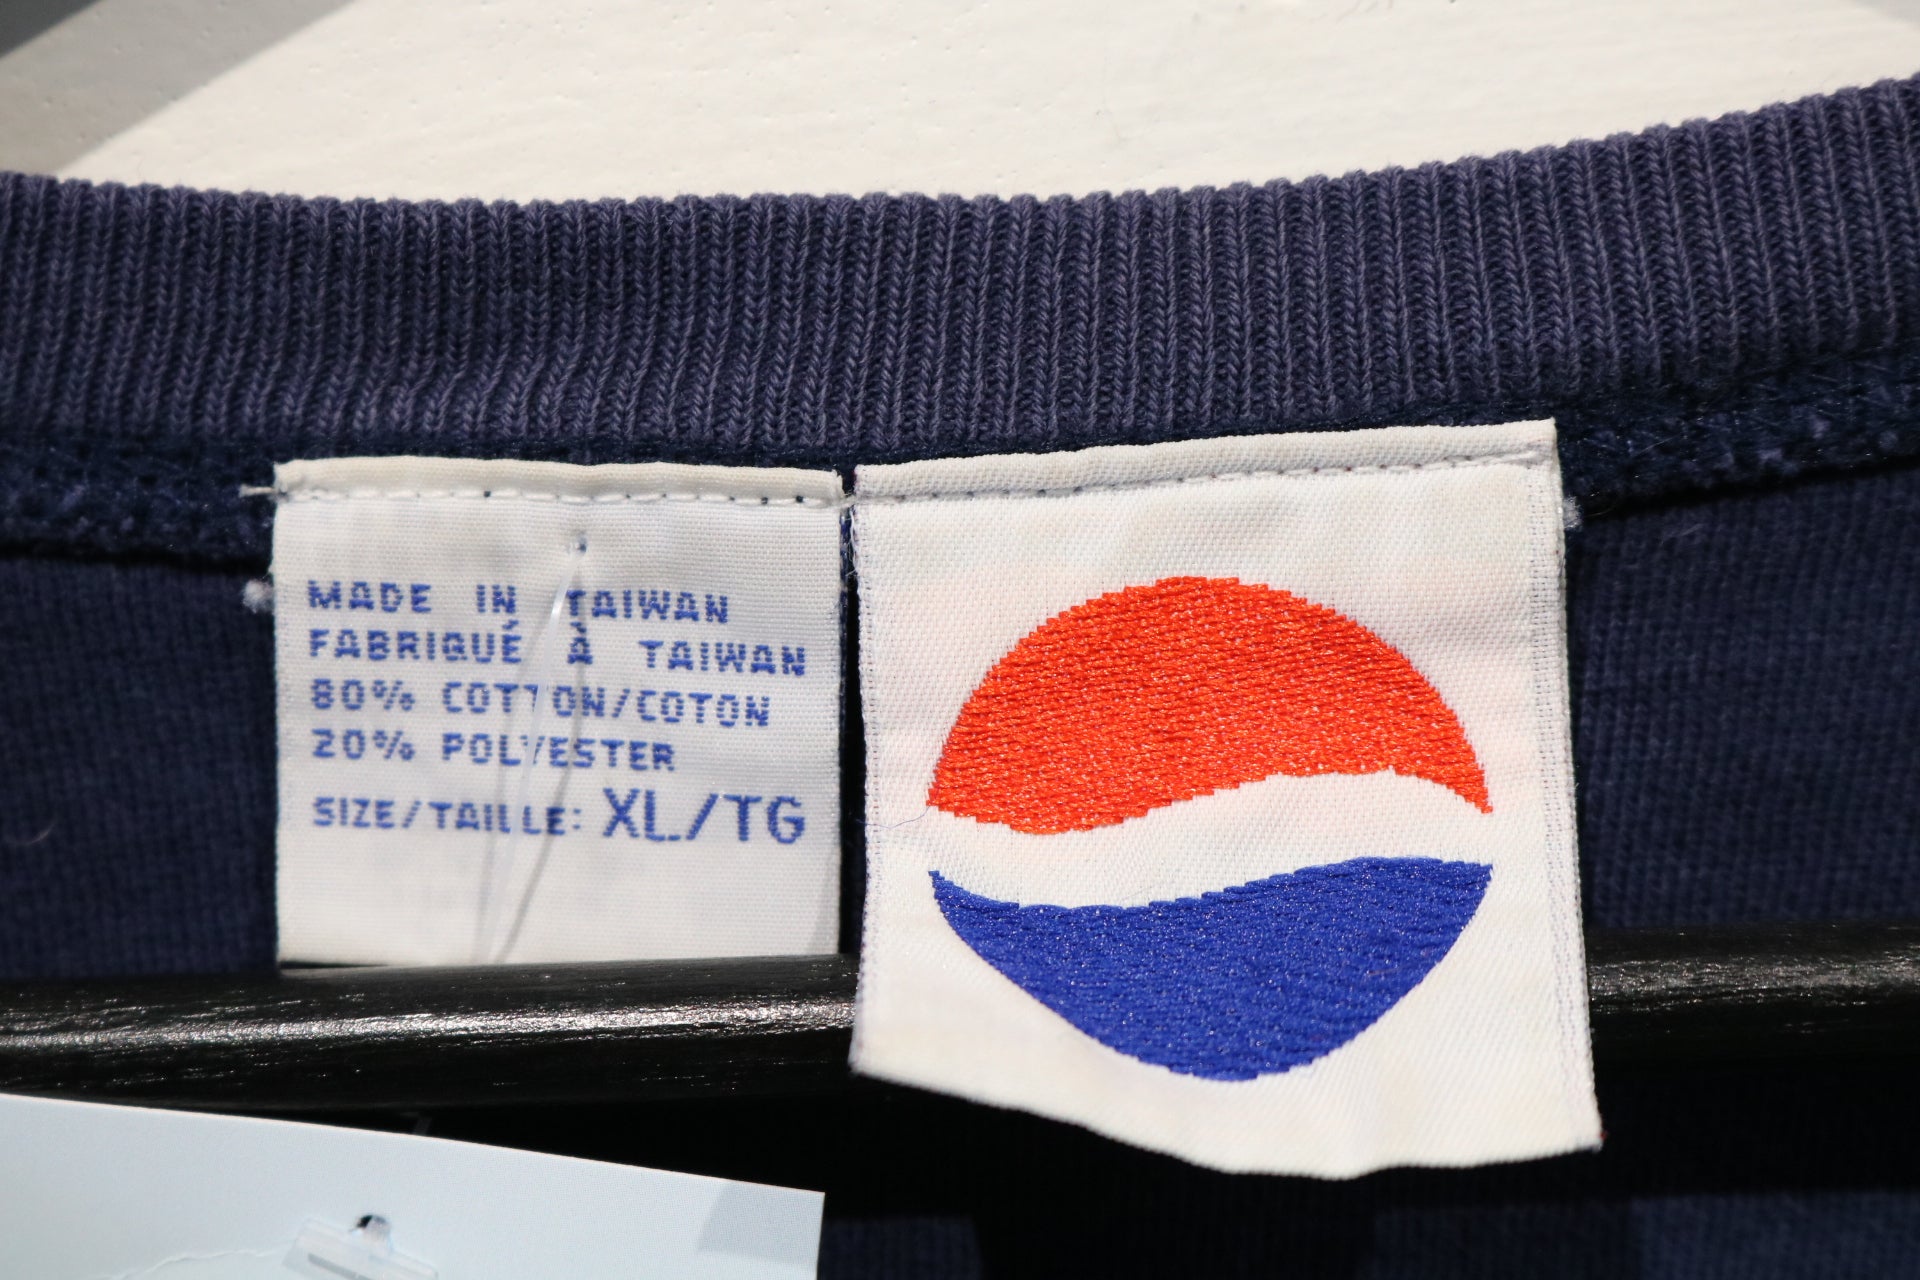 MADE IN TAIWAN
FABRIQUÉ À TAIWAN
80% COTTON/COTON
20% POLYESTER
SIZE/TAILLE: XL/TG